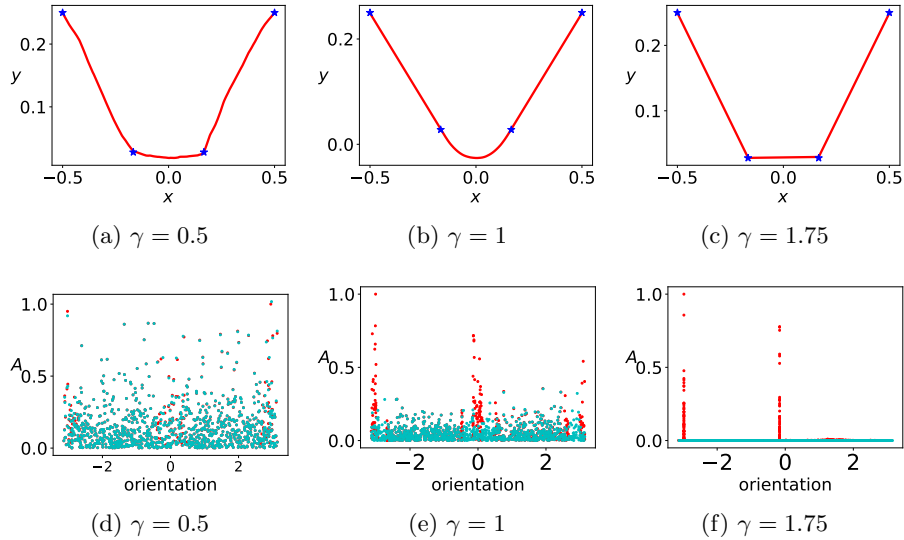 0.2
0.1
y
−0.5 0.0 0.5
x
0.2
0.0
y
−0.5 0.0 0.5
x
0.2
0.1
y
−0.5 0.0 0.5
x
(a) γ = 0.5
(b) γ = 1
(c) γ = 1.75
1.0
A
0.5
0.0
−2 0 2
orientation
1.0
A
0.5
0.0
−2 0 2
orientation
1.0
A
0.5
0.0
−2 0 2
orientation
(d) γ = 0.5
(e) γ = 1
(f) γ = 1.75